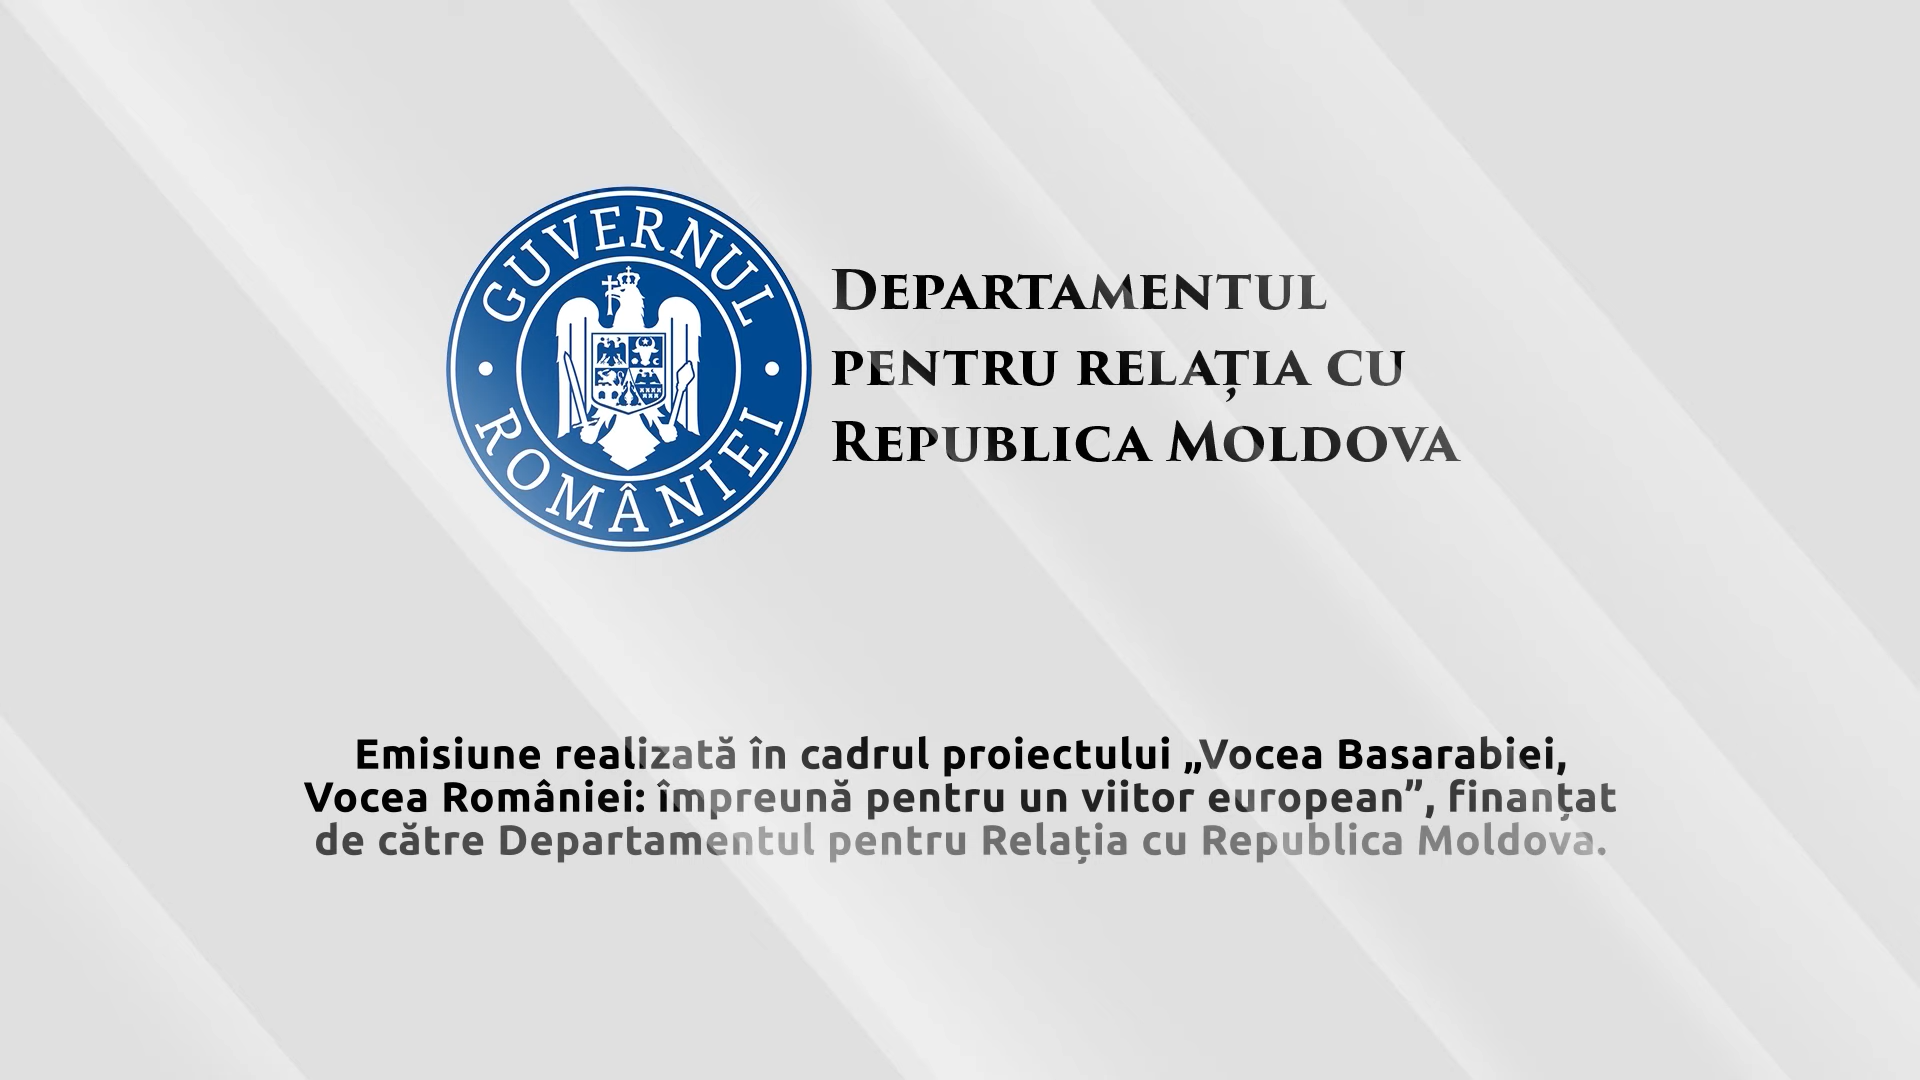 GUVERNUL
ROMÂNIEI
Departamentul
pentru relația cu
Republica Moldova
Emisiune realizată în cadrul proiectului „Vocea Basarabiei,
Vocea României: împreună pentru un viitor european”, finanțat
de către Departamentul pentru Relația cu Republica Moldova.